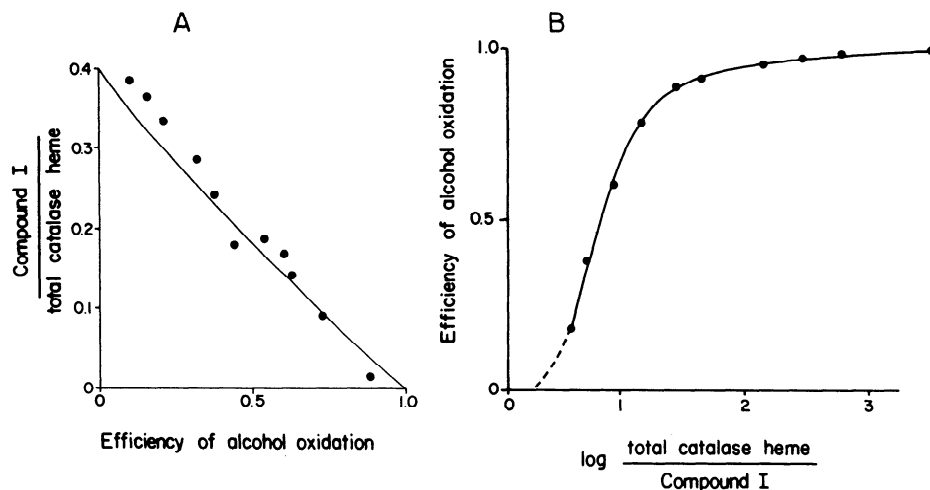 A
0.4
0.3
0.2
0.1
0
Compound I
total catalase heme
0
0.5
1.0
Efficiency of alcohol oxidation
B
1.0
0.5
0
Efficiency of alcohol oxidation
0
1
2
3
log total catalase heme
Compound I